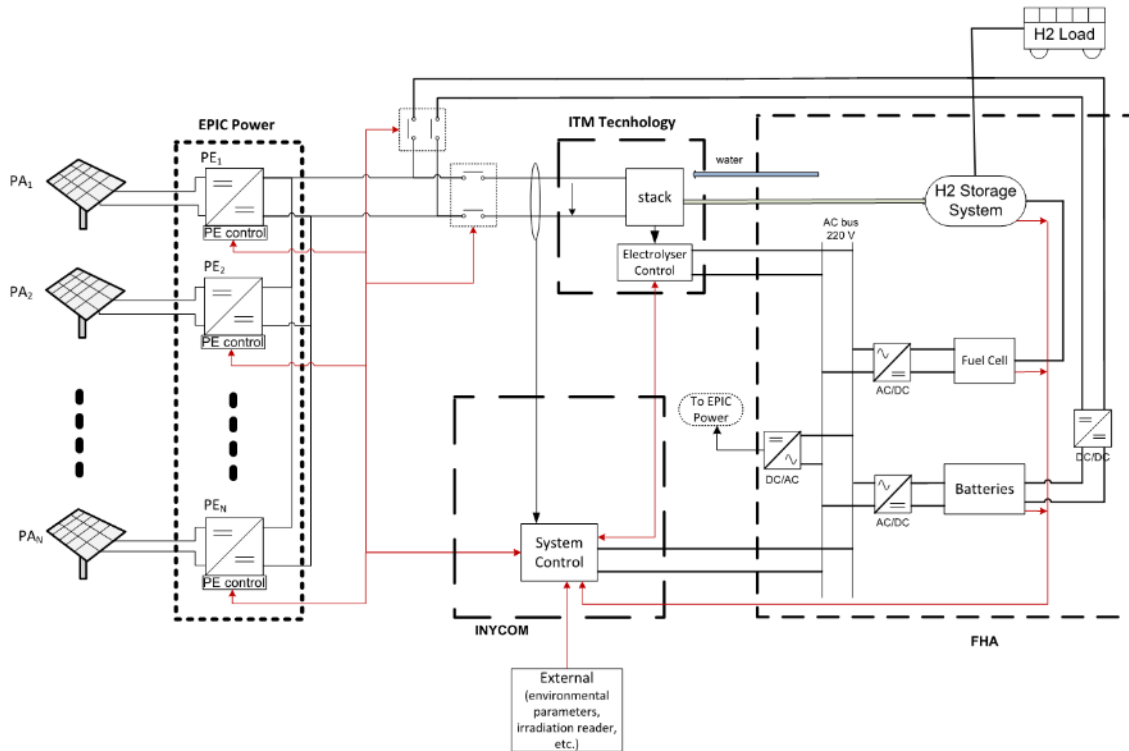 H2 Load
EPIC Power
ITM Tecnhology
PE1
PA1
PE control
stack
water
H2 Storage
System
AC bus
220 V
Electrolyser
Control
PE2
PA2
PE control
AC/DC
Fuel Cell
To EPIC
Power
DC/AC
DC/DC
AC/DC
Batteries
PEN
PAN
PE control
System
Control
INYCOM
FHA
External
(environmental
parameters,
irradiation reader,
etc.)